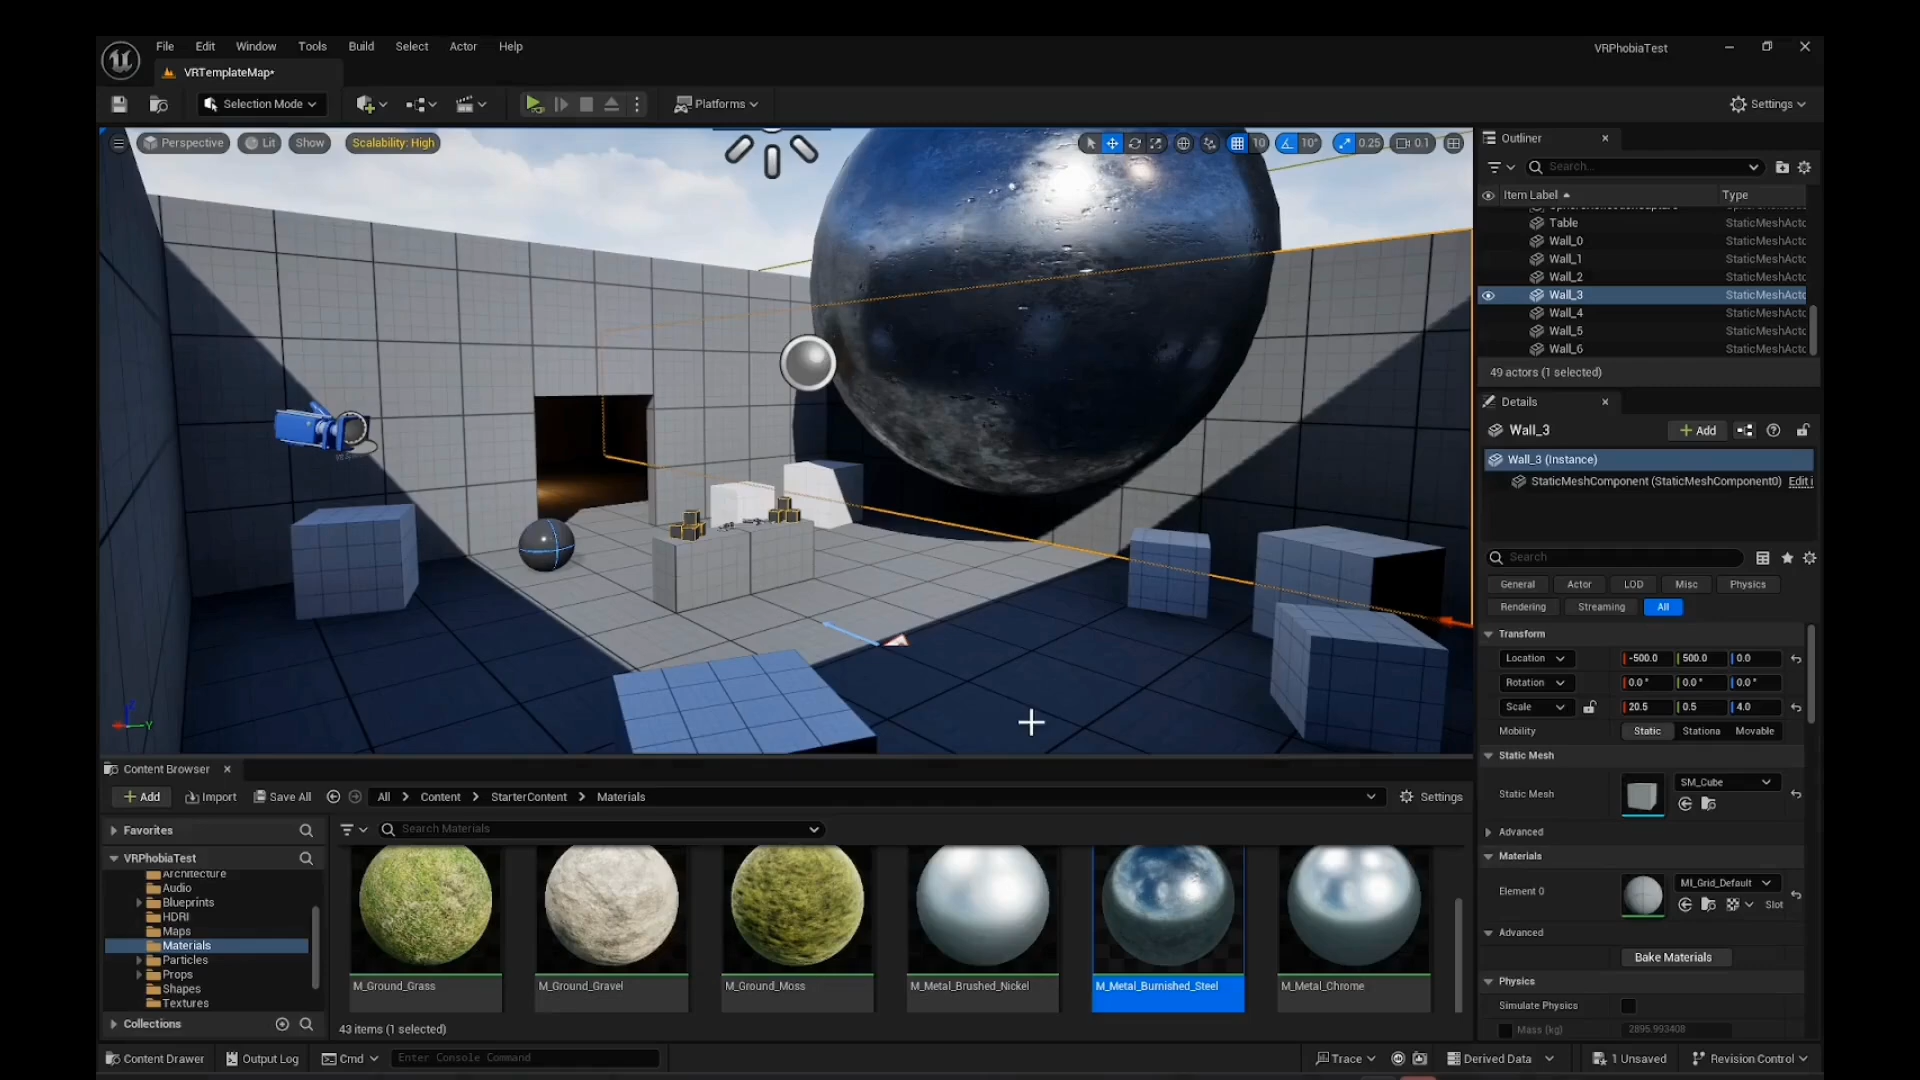 File Edit Window Tools Build Select Actor Help
VRPhobiaTest
VRTemplateMap*
Selection Mode
Platforms
Settings
Perspective Lit Show Scalability: High
10 10° 0.25 0.1
Outliner
Search...
Item Label Type
Table StaticMeshActo
Wall_0 StaticMeshActo
Wall_1 StaticMeshActo
Wall_2 StaticMeshActo
Wall_3 StaticMeshActo
Wall_4 StaticMeshActo
Wall_5 StaticMeshActo
Wall_6 StaticMeshActo
49 actors (1 selected)
Details
Wall_3
Add
Wall_3 (Instance)
StaticMeshComponent (StaticMeshComponent0) Edit i
Search
General Actor LOD Misc Physics
Rendering Streaming All
Transform
Location -500.0 500.0 0.0
Rotation 0.0° 0.0° 0.0°
Scale 20.5 0.5 4.0
Mobility Static Stationa Movable
Static Mesh
SM_Cube
Static Mesh
Advanced
Materials
MI_Grid_Default
Element 0
Slot
Advanced
Bake Materials
Physics
Simulate Physics
Mass (kg) 2895.993408
Z
Y
Content Browser
Add Import Save All All Content StarterContent Materials Settings
Favorites
Search Materials
VRPhobiaTest
Architecture
Audio
Blueprints
HDRI
Maps
Materials
Particles
Props
Shapes
Textures
Collections
M_Ground_Grass
M_Ground_Gravel
M_Ground_Moss
M_Metal_Brushed_Nickel
M_Metal_Burnished_Steel
M_Metal_Chrome
43 items (1 selected)
Content Drawer Output Log Cmd Enter Console Command Trace Derived Data 1 Unsaved Revision Control